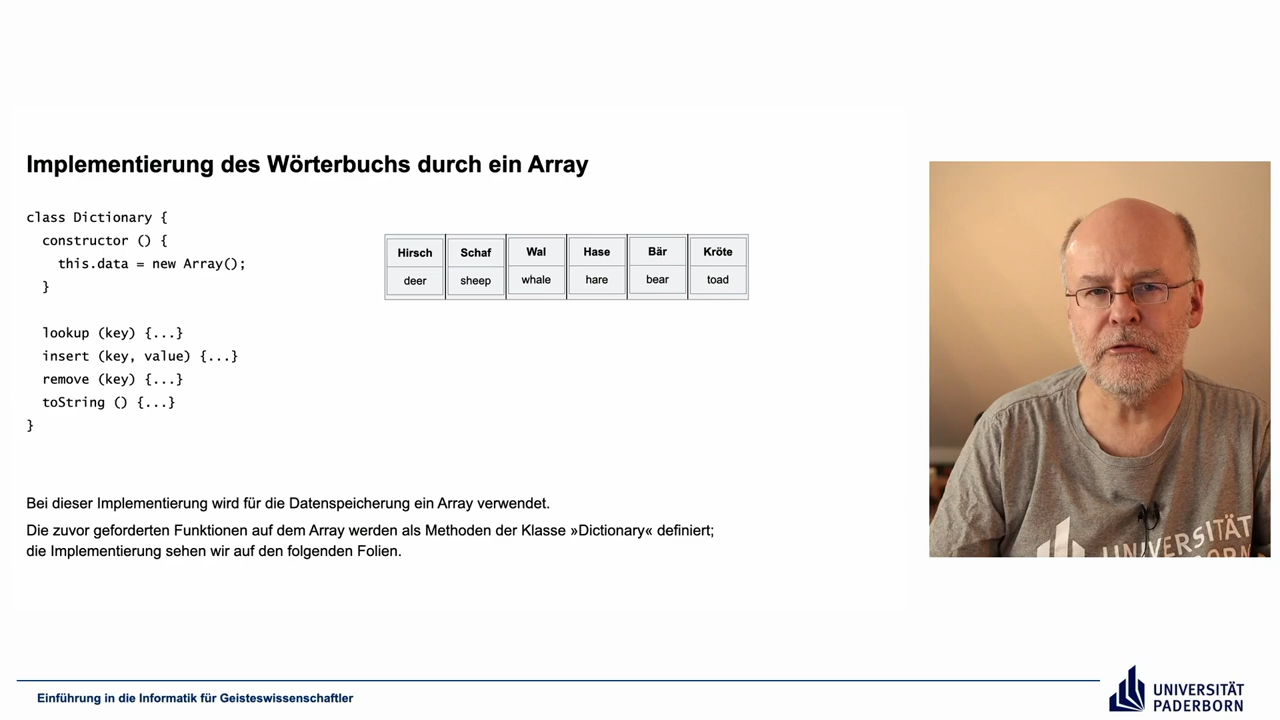 Implementierung des Wörterbuchs durch ein Array
class Dictionary {
constructor () {
this.data = new Array();
}
lookup (key) {...}
insert (key, value) {...}
remove (key) {...}
toString () {...}
}
Hirsch Schaf Wal Hase Bär Kröte
deer sheep whale hare bear toad
Bei dieser Implementierung wird für die Datenspeicherung ein Array verwendet.
Die zuvor geforderten Funktionen auf dem Array werden als Methoden der Klasse »Dictionary« definiert;
die Implementierung sehen wir auf den folgenden Folien.
UNIVERSITÄT
PADERBORN
Einführung in die Informatik für Geisteswissenschaftler
UNIVERSITÄT
PADERBORN